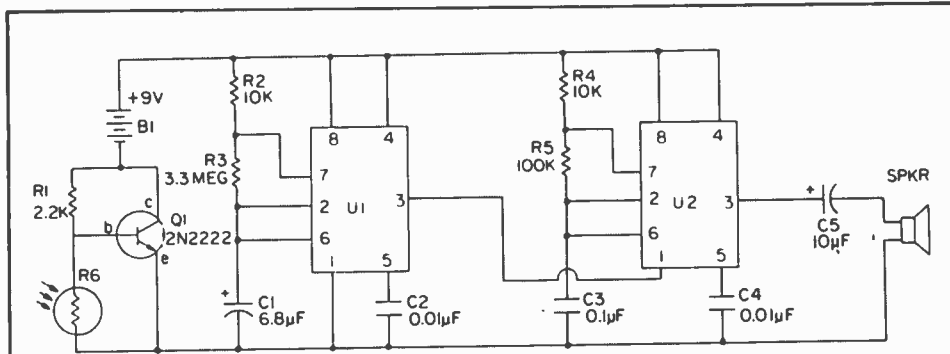 +9V
B1
R1
2.2K
b
c
e
Q1
2N2222
R6
R2
10K
R3
3.3 MEG
C1
6.8µF
8
4
7
2
6
1
5
3
U1
C2
0.01µF
R4
10K
R5
100K
C3
0.1µF
8
4
7
2
6
1
5
3
U2
C4
0.01µF
+
C5
10µF
SPKR
+